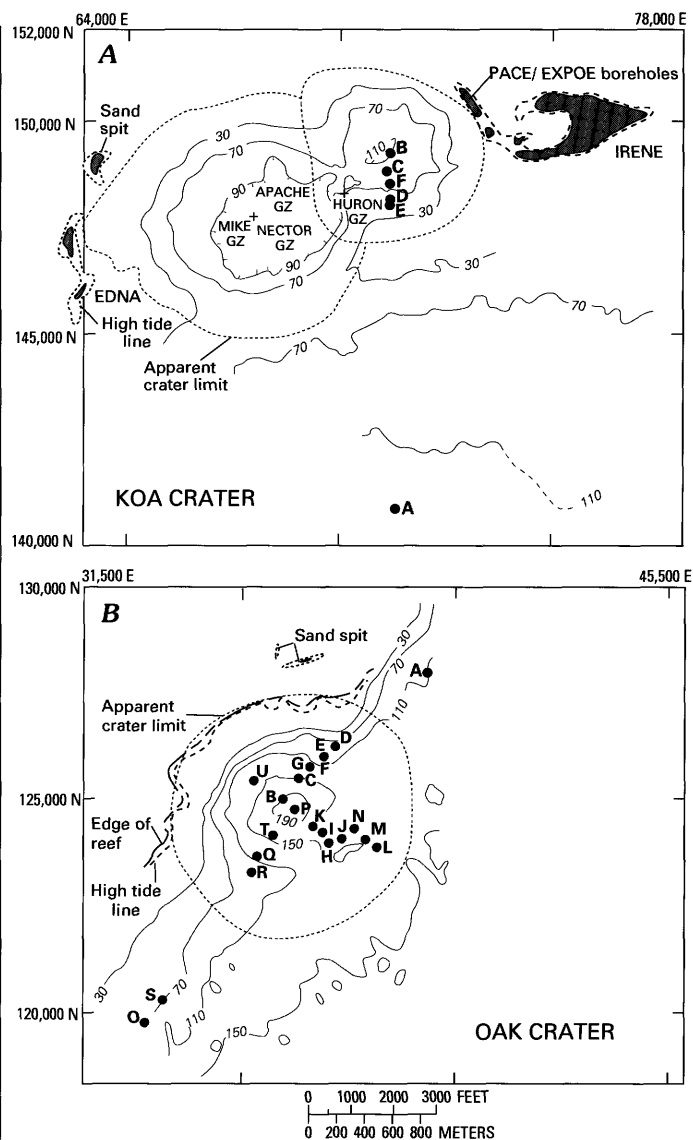 64,000 E
78,000 E
152,000 N
A
PACE/ EXPOE boreholes
Sand
spit
150,000 N
70
30
110 ?
B
70
C
IRENE
90
APACHE
GZ
F
D
HURON
GZ
E
30
MIKE
GZ
NECTOR
GZ
90
70
30
EDNA
High tide
line
70
145,000 N
70
Apparent
crater limit
KOA CRATER
110
A
140,000 N
130,000 N
31,500 E
45,500 E
B
Sand spit
30
70
A
110
Apparent
crater limit
D
E
G
F
U
C
125,000 N
B
P
190
K
N
T
I
J
M
150
H
L
Edge of
reef
Q
R
High tide
line
S
70
30
O
110
120,000 N
150
OAK CRATER
0 1000 2000 3000 FEET
0 200 400 600 800 METERS